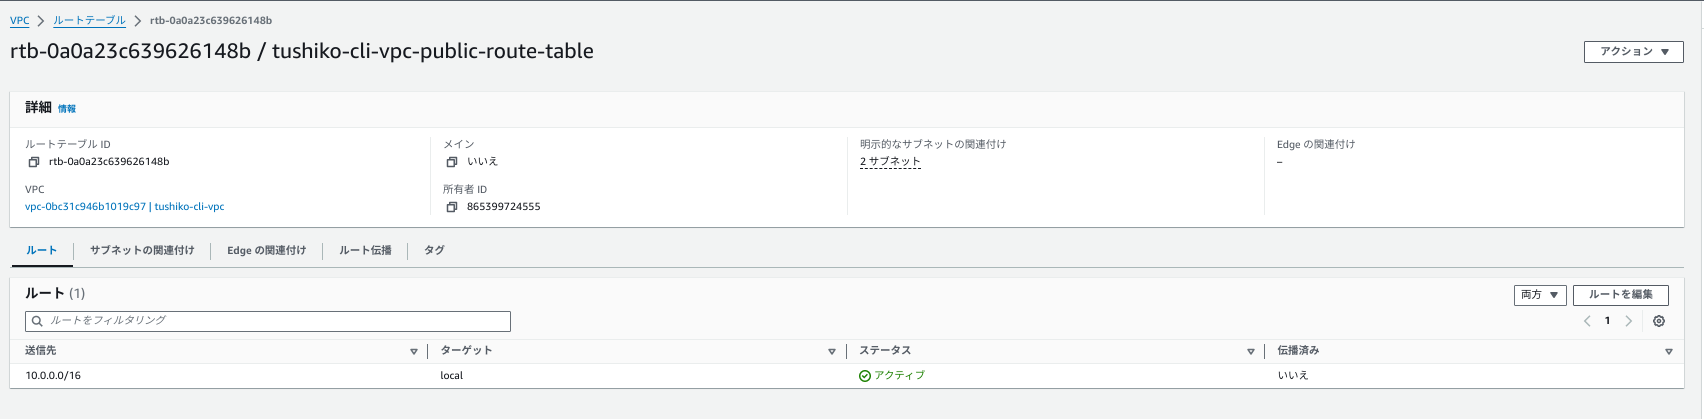 VPC > ルートテーブル > rtb-0a0a23c639626148b
rtb-0a0a23c639626148b / tushiko-cli-vpc-public-route-table
アクション ▼
詳細 情報
ルートテーブル ID
rtb-0a0a23c639626148b
メイン
いいえ
明示的なサブネットの関連付け
2 サブネット
Edge の関連付け
–
VPC
vpc-0bc31c946b1019c97 | tushiko-cli-vpc
所有者 ID
865399724555
ルート サブネットの関連付け Edge の関連付け ルート伝播 タグ
ルート (1)
両方 ▼ ルートを編集
ルートをフィルタリング
< 1 >
送信先 ターゲット ステータス 伝播済み
10.0.0.0/16 local アクティブ いいえ